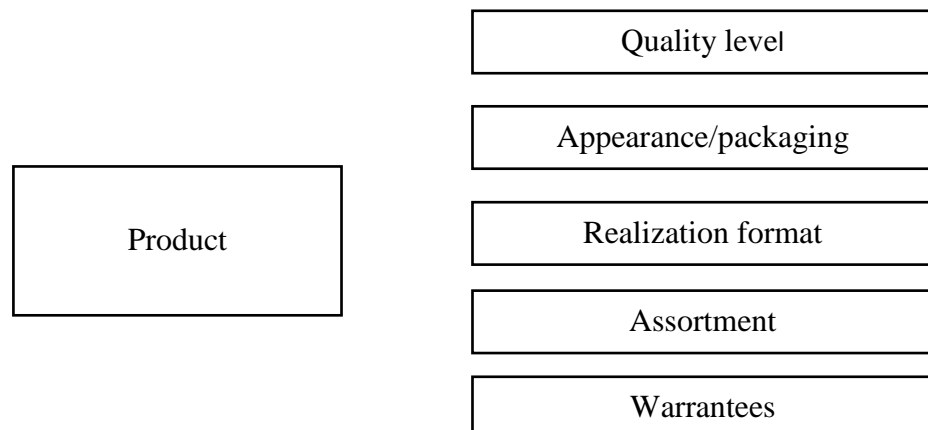 Quality level
Appearance/packaging
Product
Realization format
Assortment
Warrantees